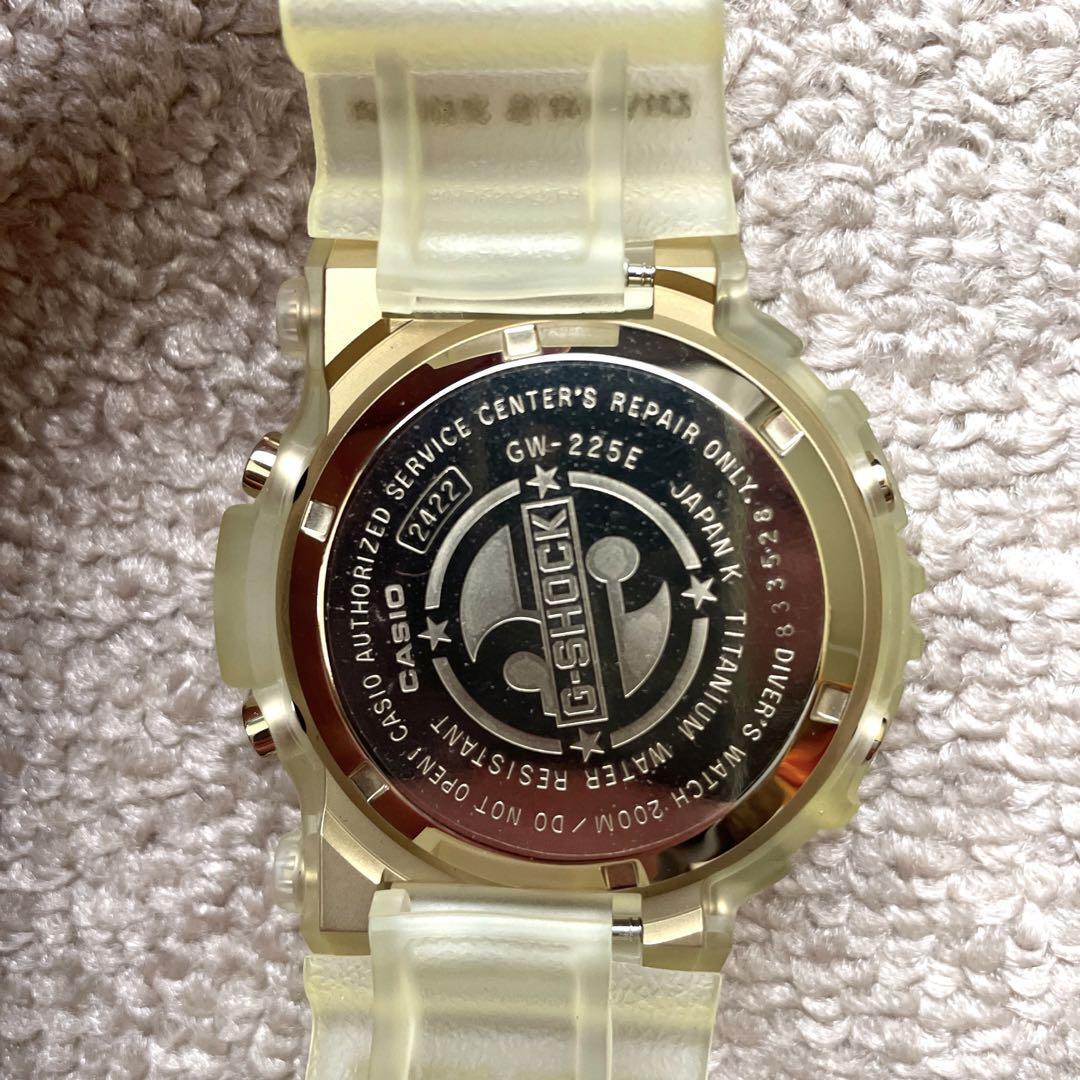 DIVER'S WATCH 200M / DO NOT OPEN! CASIO AUTHORIZED SERVICE CENTER'S REPAIR ONLY. 833528
GW-225E
2422
CASIO
G-SHOCK
JAPAN K TITANIUM WATER RESISTANT